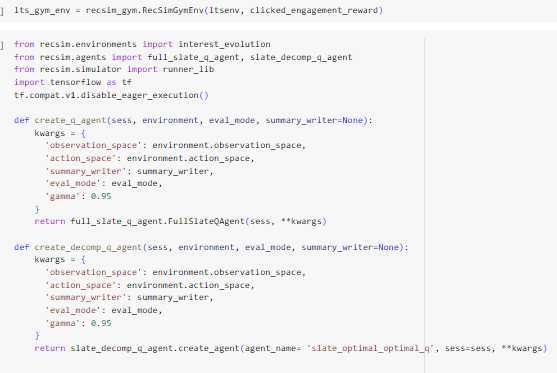 ] lts_gym_env = recsim_gym.RecSimGymEnv(ltsenv, clicked_engagement_reward)
] from recsim.environments import interest_evolution
from recsim.agents import full_slate_q_agent, slate_decomp_q_agent
from recsim.simulator import runner_lib
import tensorflow as tf
tf.compat.v1.disable_eager_execution()
def create_q_agent(sess, environment, eval_mode, summary_writer=None):
kwargs = {
'observation_space': environment.observation_space,
'action_space': environment.action_space,
'summary_writer': summary_writer,
'eval_mode': eval_mode,
'gamma': 0.95
}
return full_slate_q_agent.FullSlateQAgent(sess, **kwargs)
def create_decomp_q_agent(sess, environment, eval_mode, summary_writer=None):
kwargs = {
'observation_space': environment.observation_space,
'action_space': environment.action_space,
'summary_writer': summary_writer,
'eval_mode': eval_mode,
'gamma': 0.95
}
return slate_decomp_q_agent.create_agent(agent_name= 'slate_optimal_optimal_q', sess=sess, **kwargs)